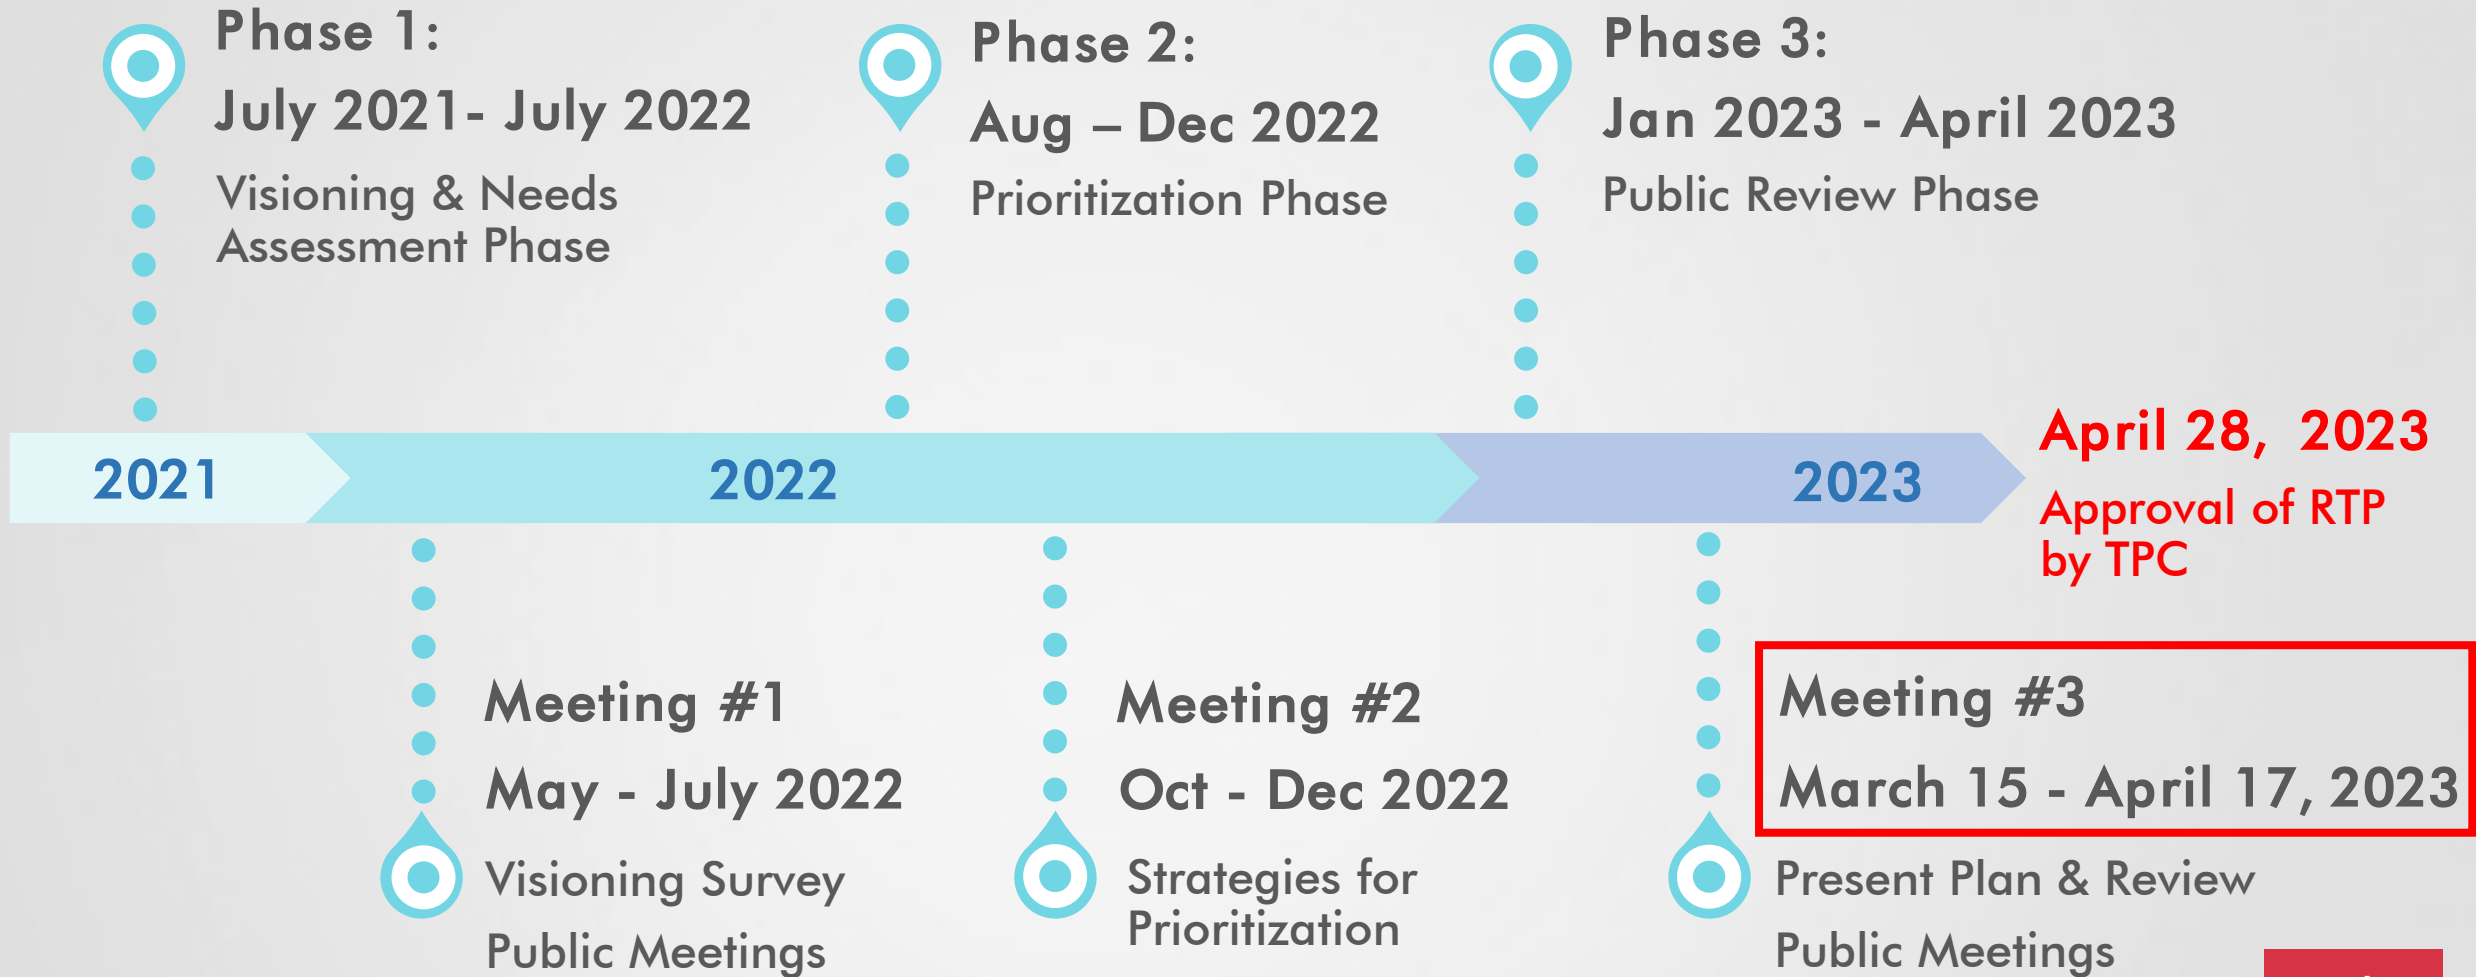 Phase 1:
July 2021- July 2022
Visioning & Needs
Assessment Phase
Phase 2:
Aug – Dec 2022
Prioritization Phase
Phase 3:
Jan 2023 - April 2023
Public Review Phase
2021
2022
2023
April 28, 2023
Approval of RTP
by TPC
Meeting #1
May - July 2022
Visioning Survey
Public Meetings
Meeting #2
Oct - Dec 2022
Strategies for
Prioritization
Meeting #3
March 15 - April 17, 2023
Present Plan & Review
Public Meetings